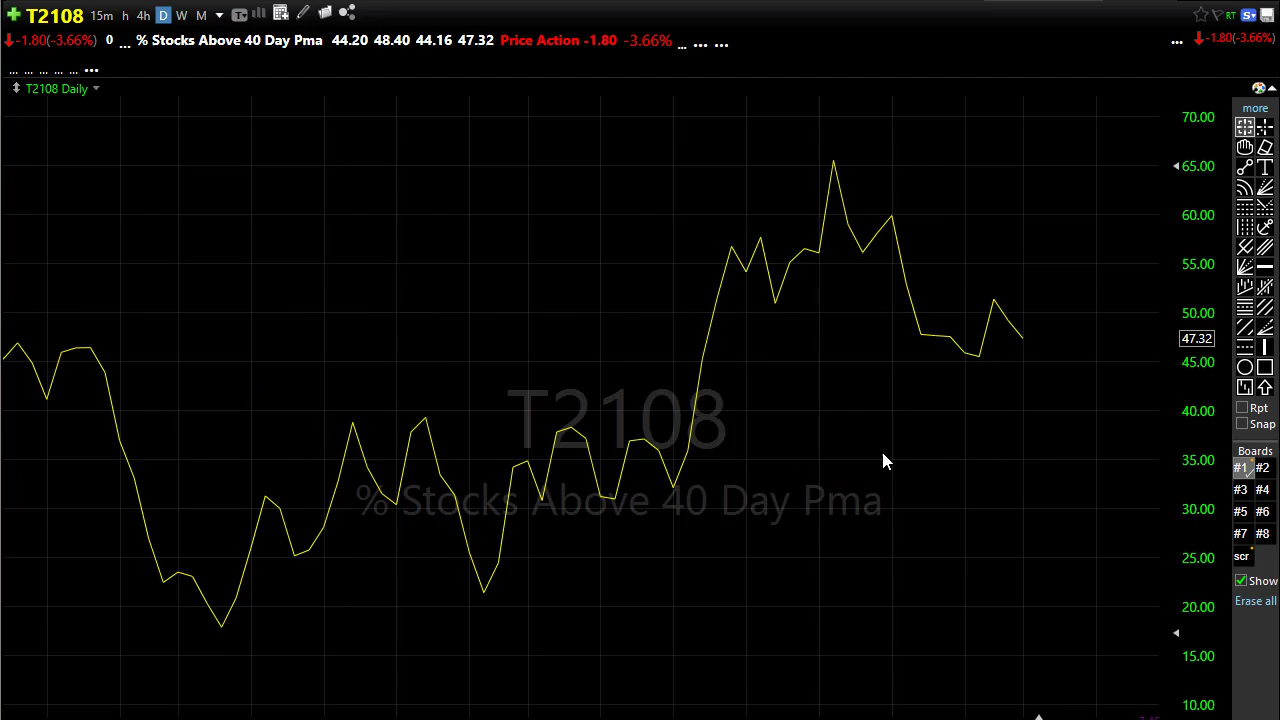 T2108 15m h 4h D W M T RT S
-1.80(-3.66%) 0 ... % Stocks Above 40 Day Pma 44.20 48.40 44.16 47.32 Price Action -1.80 -3.66% ... ... ... ... -1.80(-3.66%)
... ... ... ... ... ...
T2108 Daily
more
70.00
65.00
60.00
55.00
50.00
47.32
45.00
40.00
35.00
30.00
25.00
20.00
15.00
10.00
T2108
% Stocks Above 40 Day Pma
T
Rpt
Snap
Boards
#1 #2
#3 #4
#5 #6
#7 #8
scr
Show
Erase all